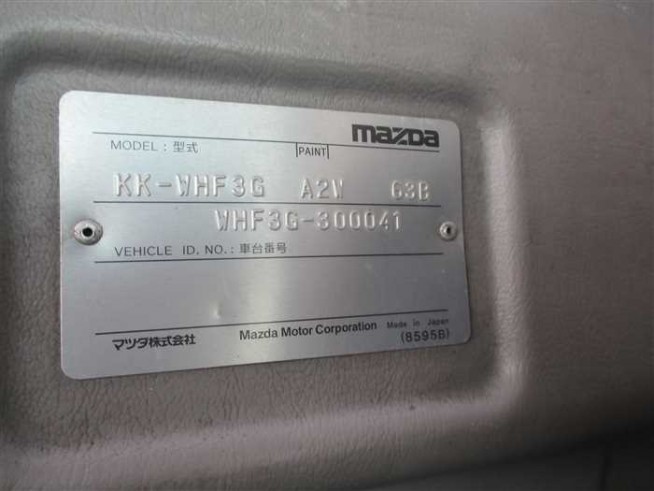 mazda
MODEL : 型式 PAINT
KK-WHF3G A2W G3B
WHF3G-300041
VEHICLE ID. NO. : 車台番号
マツダ株式会社 Mazda Motor Corporation Made in Japan
(8595B)